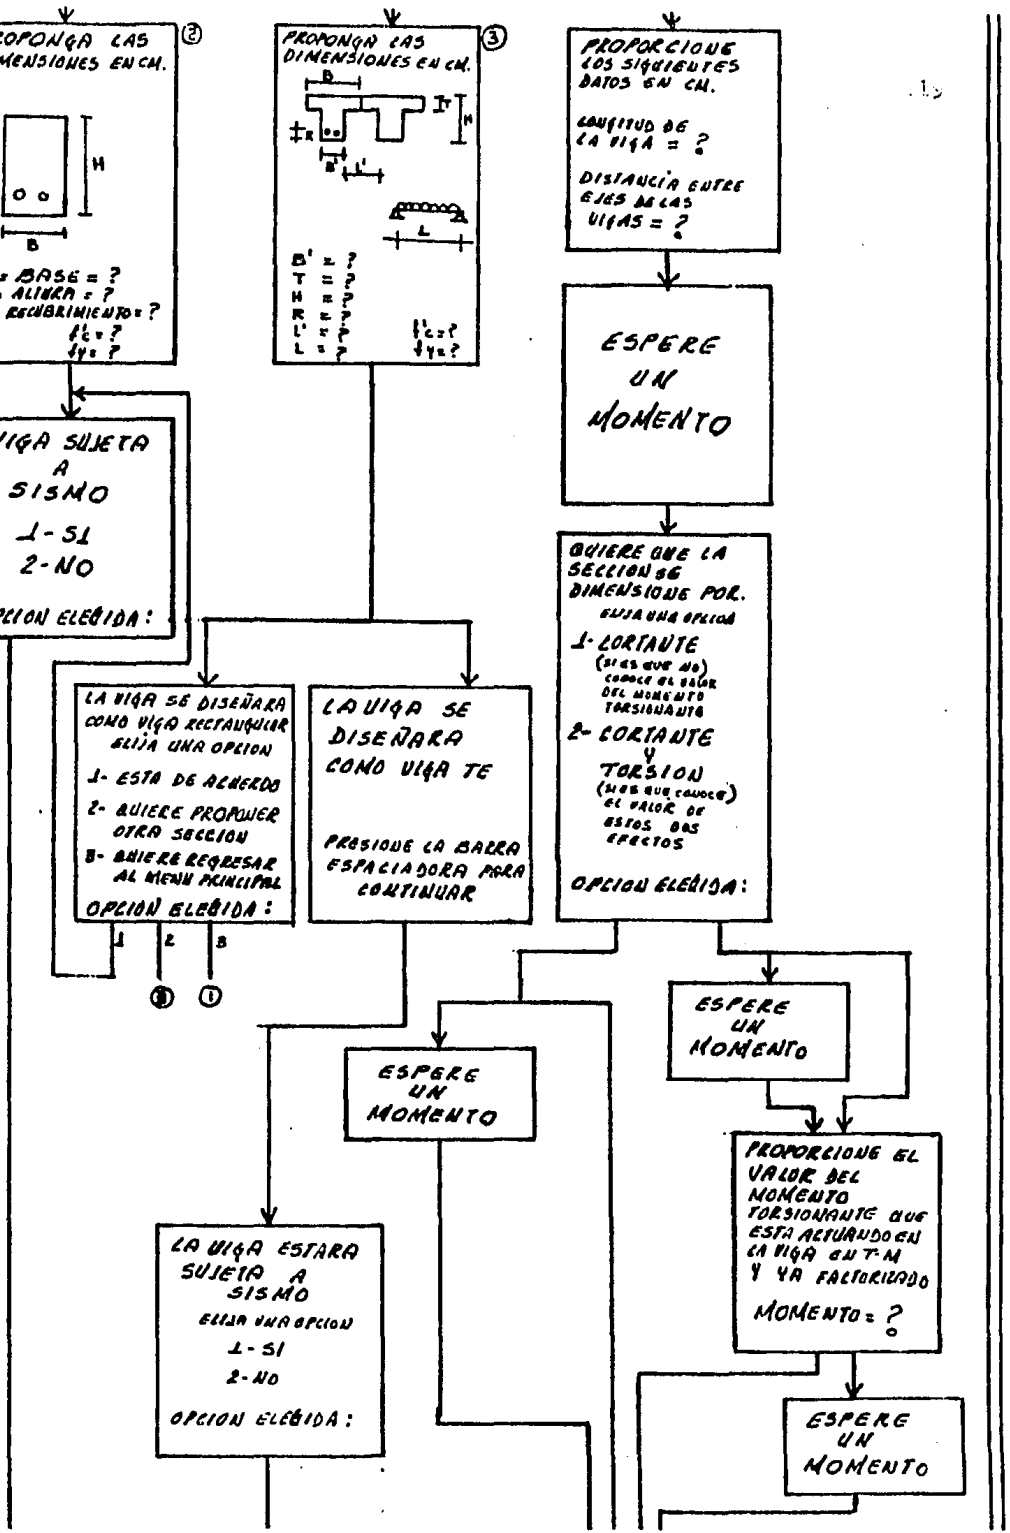 ②
PROPONGA LAS
DIMENSIONES EN CM.
H
B
= BASE = ?
= ALTURA = ?
RECUBRIMIENTO = ?
f'c = ?
fy = ?
VIGA SUJETA
A
SISMO
1- SI
2- NO
OPCION ELEGIDA:
③
PROPONGA LAS
DIMENSIONES EN CM.
B
T
H
R
B'
L'
L
B' = ?
T = ?
H = ?
R = ?
L' = ?
L = ?
f'c = ?
fy = ?
PROPORCIONE
LOS SIGUIENTES
DATOS EN CM.
LONGITUD DE
LA VIGA = ?
DISTANCIA ENTRE
EJES DE LAS
VIGAS = ?
ESPERE
UN
MOMENTO
QUIERE QUE LA
SECCION SE
DIMENSIONE POR.
ELIJA UNA OPCION
1- CORTANTE
(SI ES QUE NO)
CONOCE EL VALOR
DEL MOMENTO
TORSIONANTE
2- CORTANTE
Y
TORSION
(SI ES QUE CONOCE)
EL VALOR DE
ESTOS DOS
EFECTOS
OPCION ELEGIDA:
LA VIGA SE DISEÑARA
COMO VIGA RECTANGULAR
ELIJA UNA OPCION
1- ESTA DE ACUERDO
2- QUIERE PROPONER
OTRA SECCION
3- QUIERE REGRESAR
AL MENU PRINCIPAL
OPCION ELEGIDA:
1 2 3
③ ①
LA VIGA SE
DISEÑARA
COMO VIGA TE
PRESIONE LA BARRA
ESPACIADORA PARA
CONTINUAR
ESPERE
UN
MOMENTO
ESPERE
UN
MOMENTO
PROPORCIONE EL
VALOR DEL
MOMENTO
TORSIONANTE QUE
ESTA ACTUANDO EN
LA VIGA EN T-M
Y YA FACTORIZADO
MOMENTO = ?
LA VIGA ESTARA
SUJETA A
SISMO
ELIJA UNA OPCION
1- SI
2- NO
OPCION ELEGIDA:
ESPERE
UN
MOMENTO